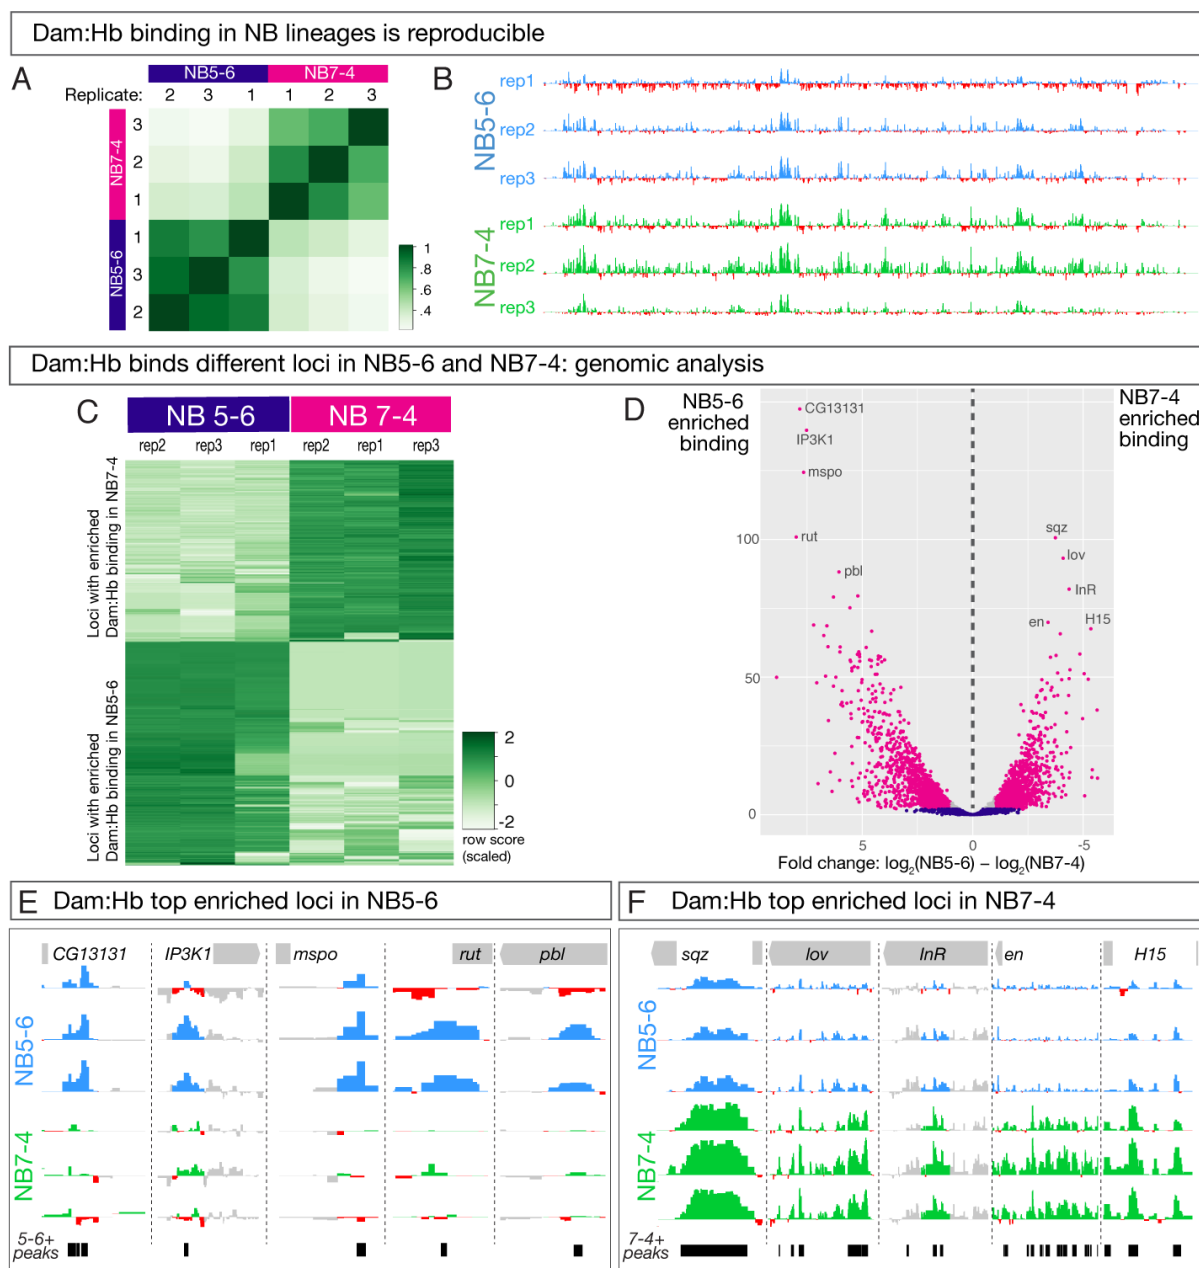 Dam:Hb binding in NB lineages is reproducible
A
NB5-6 NB7-4
Replicate: 2 3 1 1 2 3
NB7-4
3
2
1
NB5-6
1
3
2
1
.8
.6
.4
B
NB5-6
rep1
rep2
rep3
NB7-4
rep1
rep2
rep3
Dam:Hb binds different loci in NB5-6 and NB7-4: genomic analysis
C
NB 5-6 NB 7-4
rep2 rep3 rep1 rep2 rep1 rep3
Loci with enriched
Dam:Hb binding in NB7-4
Loci with enriched
Dam:Hb binding in NB5-6
2
0
-2
row score
(scaled)
D
NB5-6
enriched
binding
NB7-4
enriched
binding
CG13131
IP3K1
mspo
rut
pbl
sqz
lov
InR
en
H15
100
50
0
5 0 -5
Fold change: log2(NB5-6) – log2(NB7-4)
E Dam:Hb top enriched loci in NB5-6
CG13131 IP3K1 mspo rut pbl
NB5-6
NB7-4
5-6+
peaks
F Dam:Hb top enriched loci in NB7-4
sqz lov InR en H15
NB5-6
NB7-4
7-4+
peaks